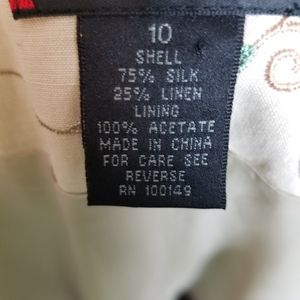 10
SHELL
75% SILK
25% LINEN
LINING
100% ACETATE
MADE IN CHINA
FOR CARE SEE
REVERSE
RN 100149